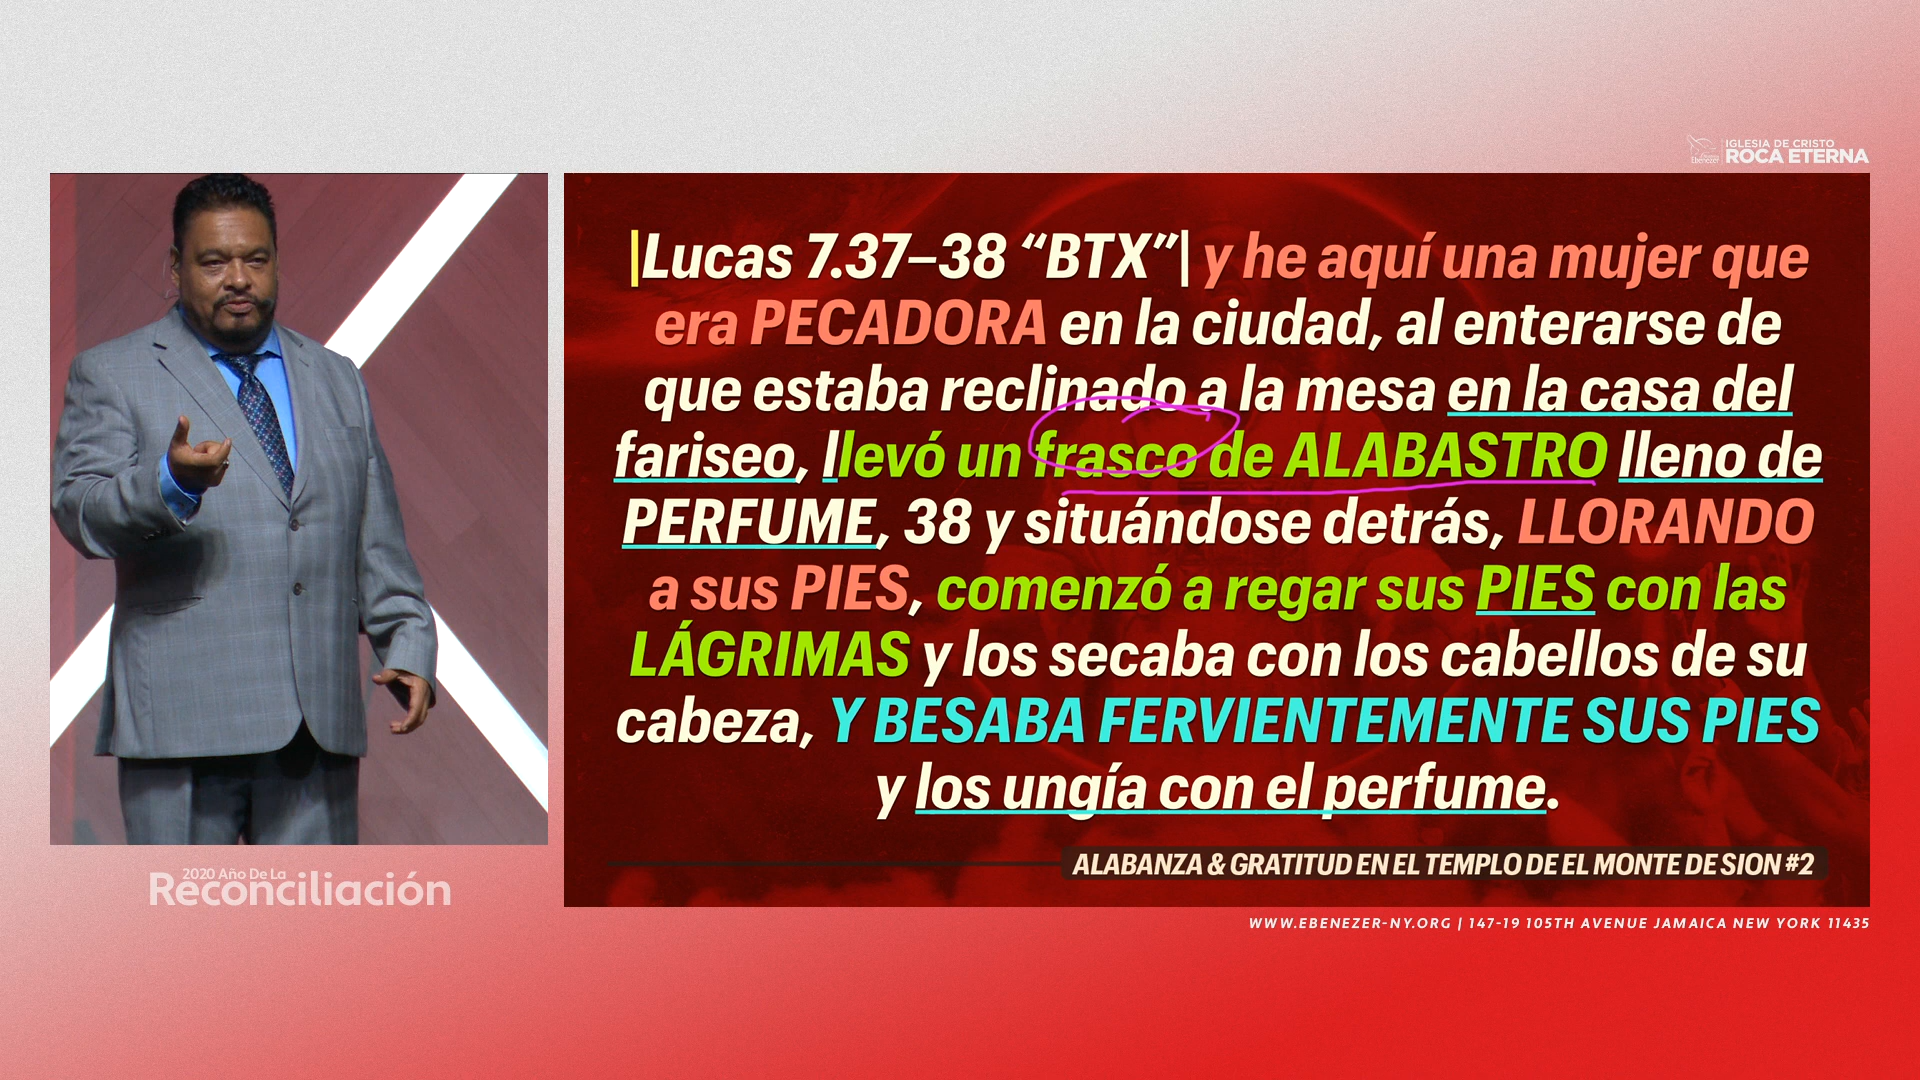 IGLESIA DE CRISTO
ROCA ETERNA
Ebenezer
|Lucas 7.37–38 “BTX”| y he aquí una mujer que
era PECADORA en la ciudad, al enterarse de
que estaba reclinado a la mesa en la casa del
fariseo, llevó un frasco de ALABASTRO lleno de
PERFUME, 38 y situándose detrás, LLORANDO
a sus PIES, comenzó a regar sus PIES con las
LÁGRIMAS y los secaba con los cabellos de su
cabeza, Y BESABA FERVIENTEMENTE SUS PIES
y los ungía con el perfume.
ALABANZA & GRATITUD EN EL TEMPLO DE EL MONTE DE SION #2
2020 Año De La
Reconciliación
WWW.EBENEZER-NY.ORG | 147-19 105TH AVENUE JAMAICA NEW YORK 11435